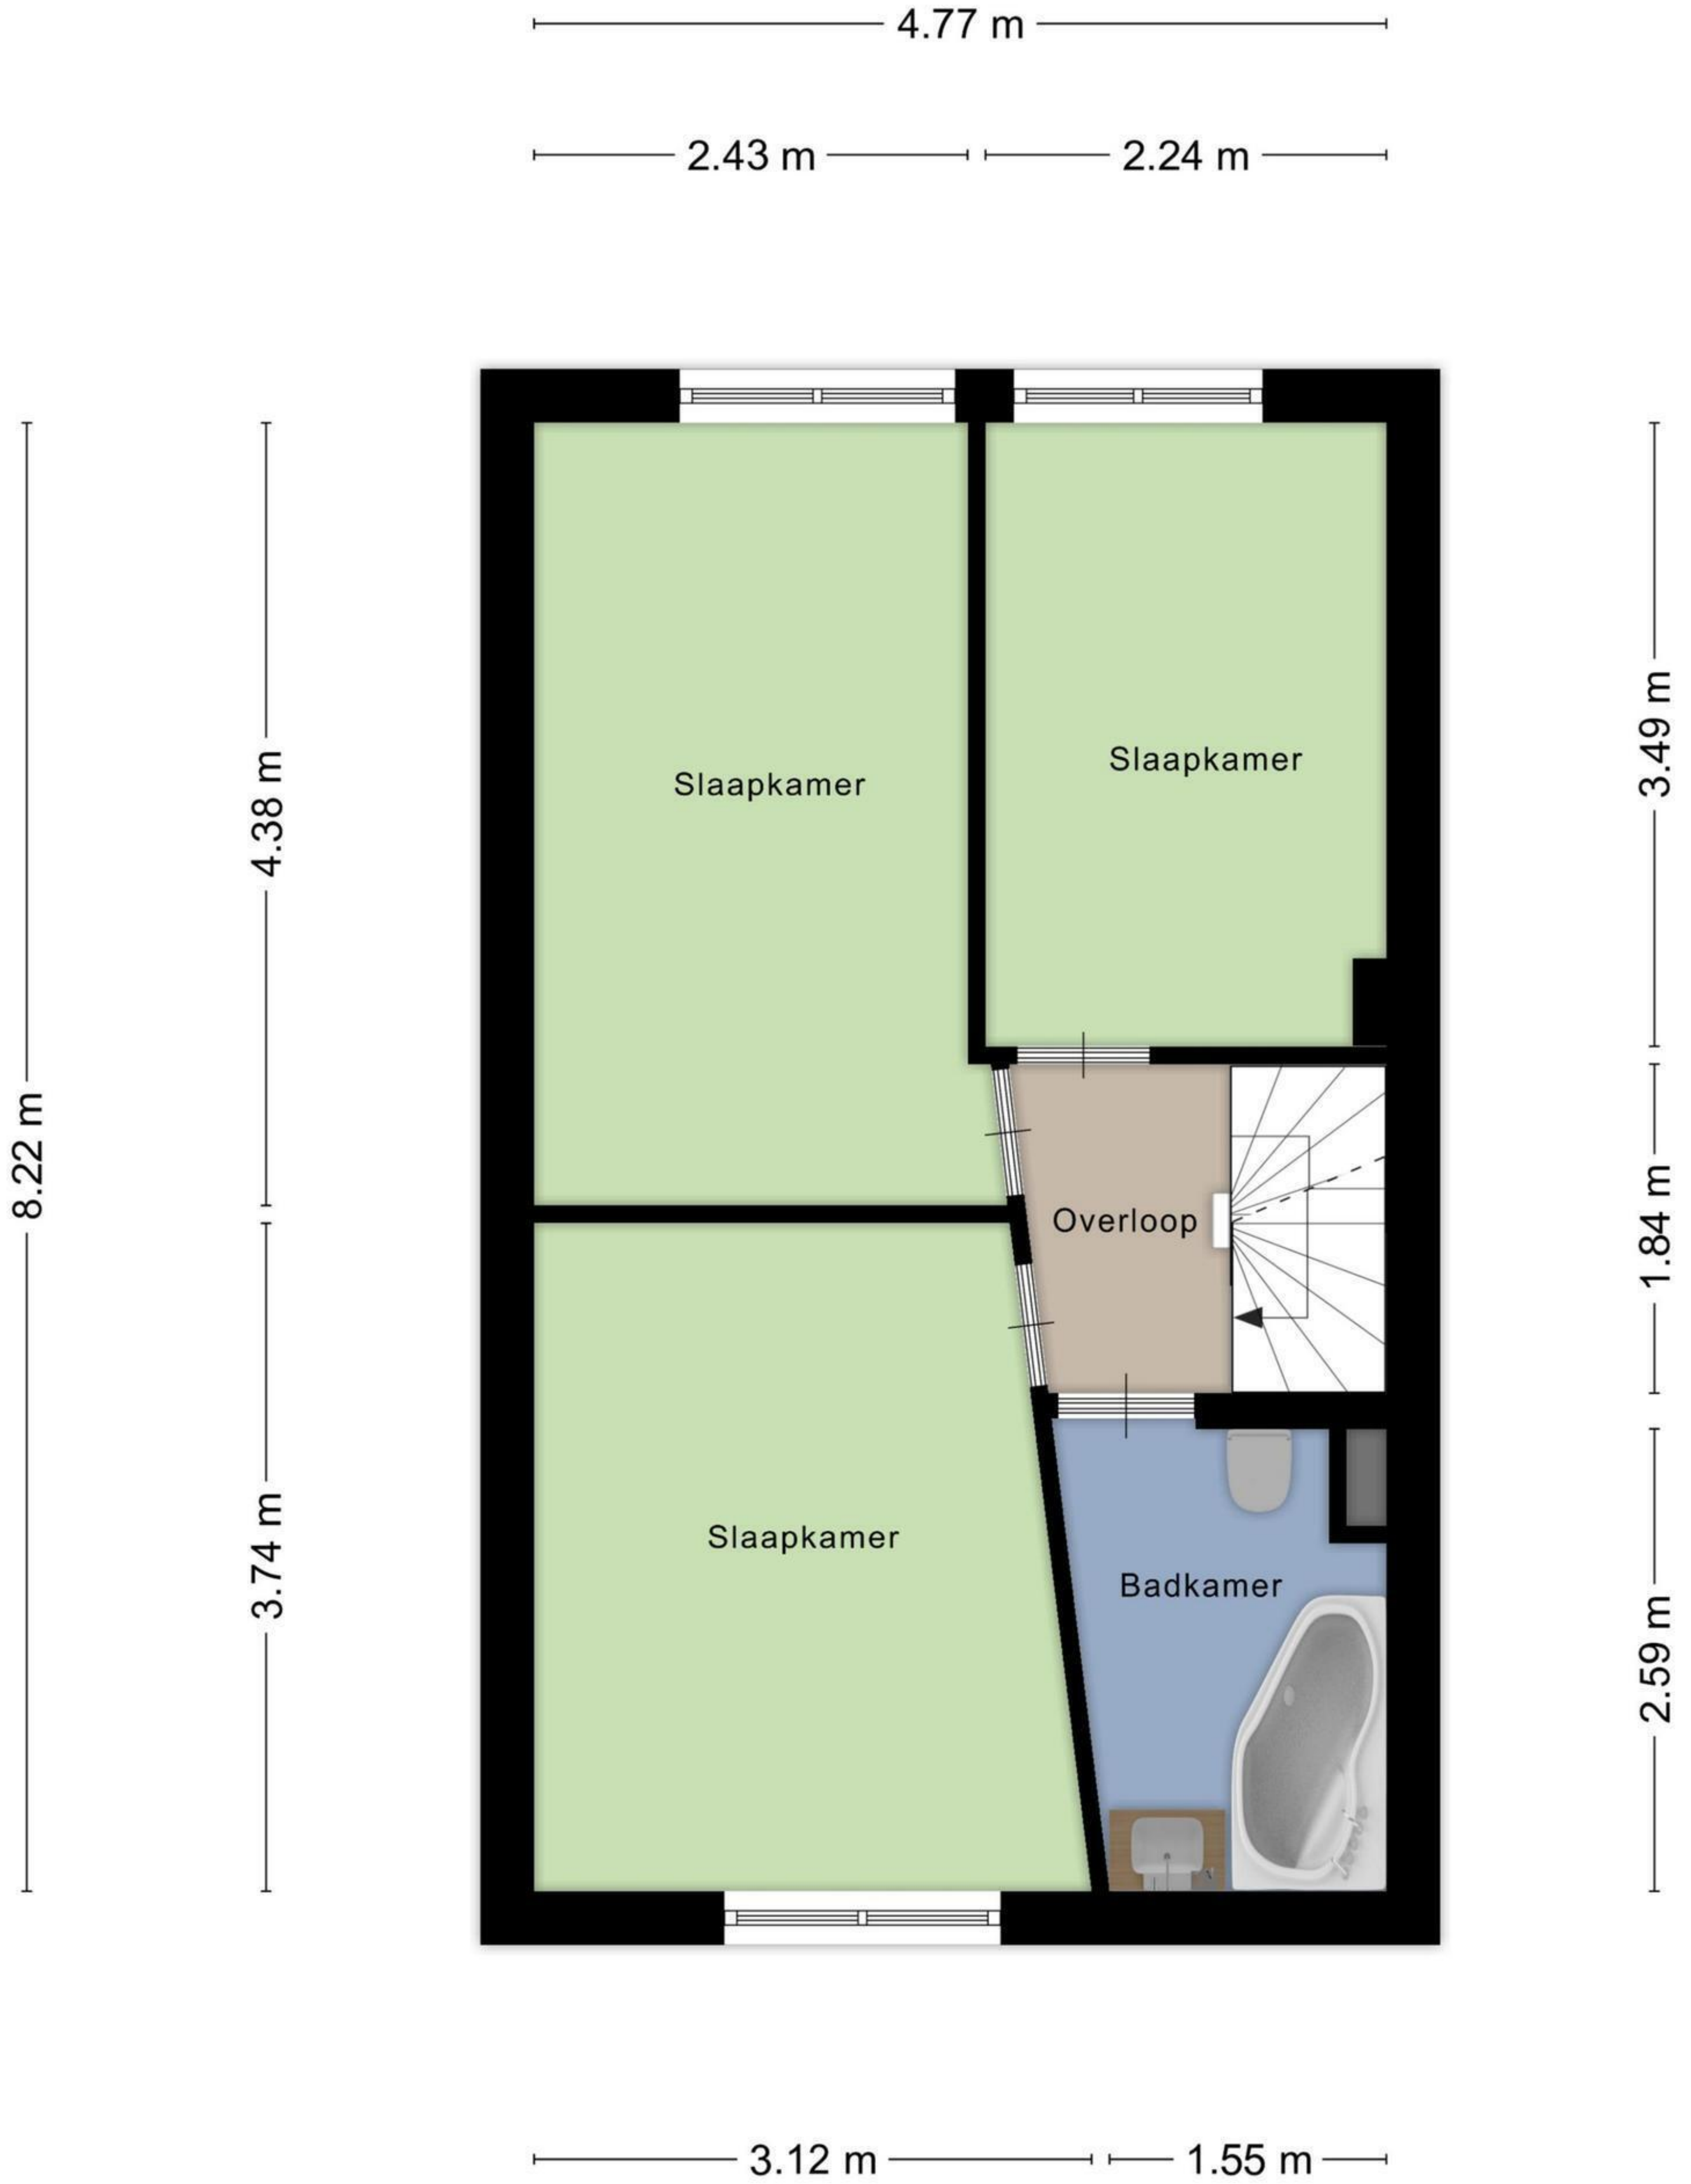 4.77 m
2.43 m
2.24 m
Slaapkamer
Slaapkamer
3.49 m
4.38 m
8.22 m
1.84 m
Overloop
Slaapkamer
3.74 m
Badkamer
2.59 m
3.12 m
1.55 m